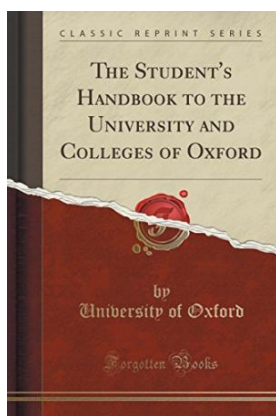 CLASSIC REPRINT SERIES
THE STUDENT'S
HANDBOOK TO THE
UNIVERSITY AND
COLLEGES OF OXFORD
by
University of Oxford
Forgotten Books